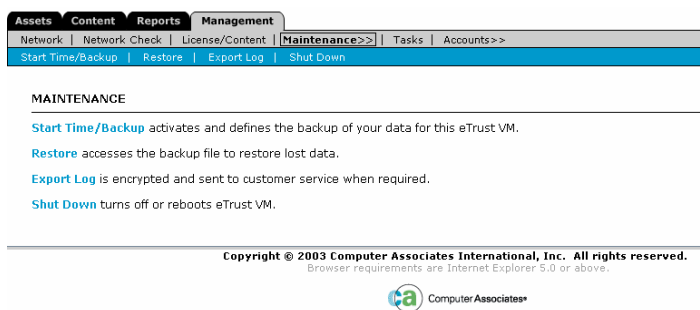 Assets Content Reports Management
Network | Network Check | License/Content | Maintenance>> | Tasks | Accounts>>
Start Time/Backup | Restore | Export Log | Shut Down
MAINTENANCE
Start Time/Backup activates and defines the backup of your data for this eTrust VM.
Restore accesses the backup file to restore lost data.
Export Log is encrypted and sent to customer service when required.
Shut Down turns off or reboots eTrust VM.
Copyright © 2003 Computer Associates International, Inc. All rights reserved.
Browser requirements are Internet Explorer 5.0 or above.
ca Computer Associates®